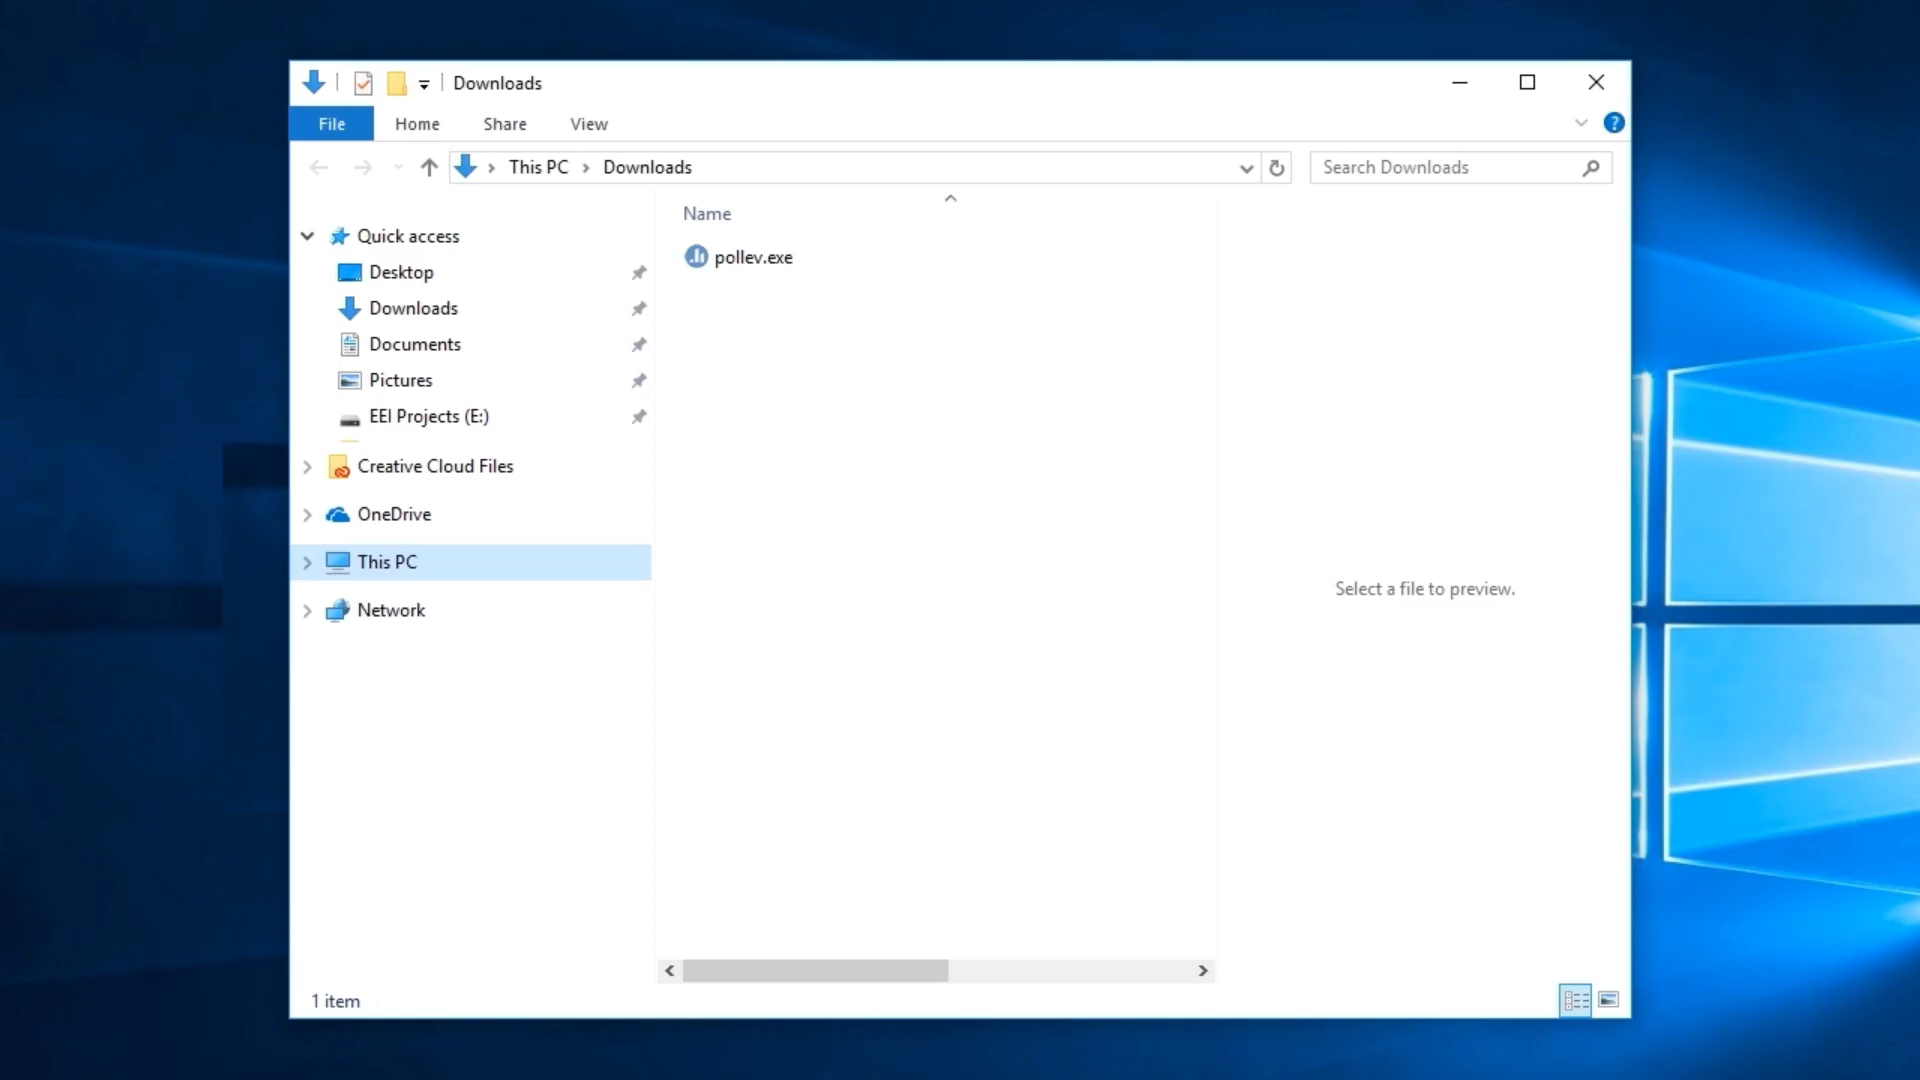 Downloads
File Home Share View
?
This PC > Downloads
Search Downloads
Name
Quick access
pollev.exe
Desktop
Downloads
Documents
Pictures
EEI Projects (E:)
Creative Cloud Files
OneDrive
This PC
Select a file to preview.
Network
1 item